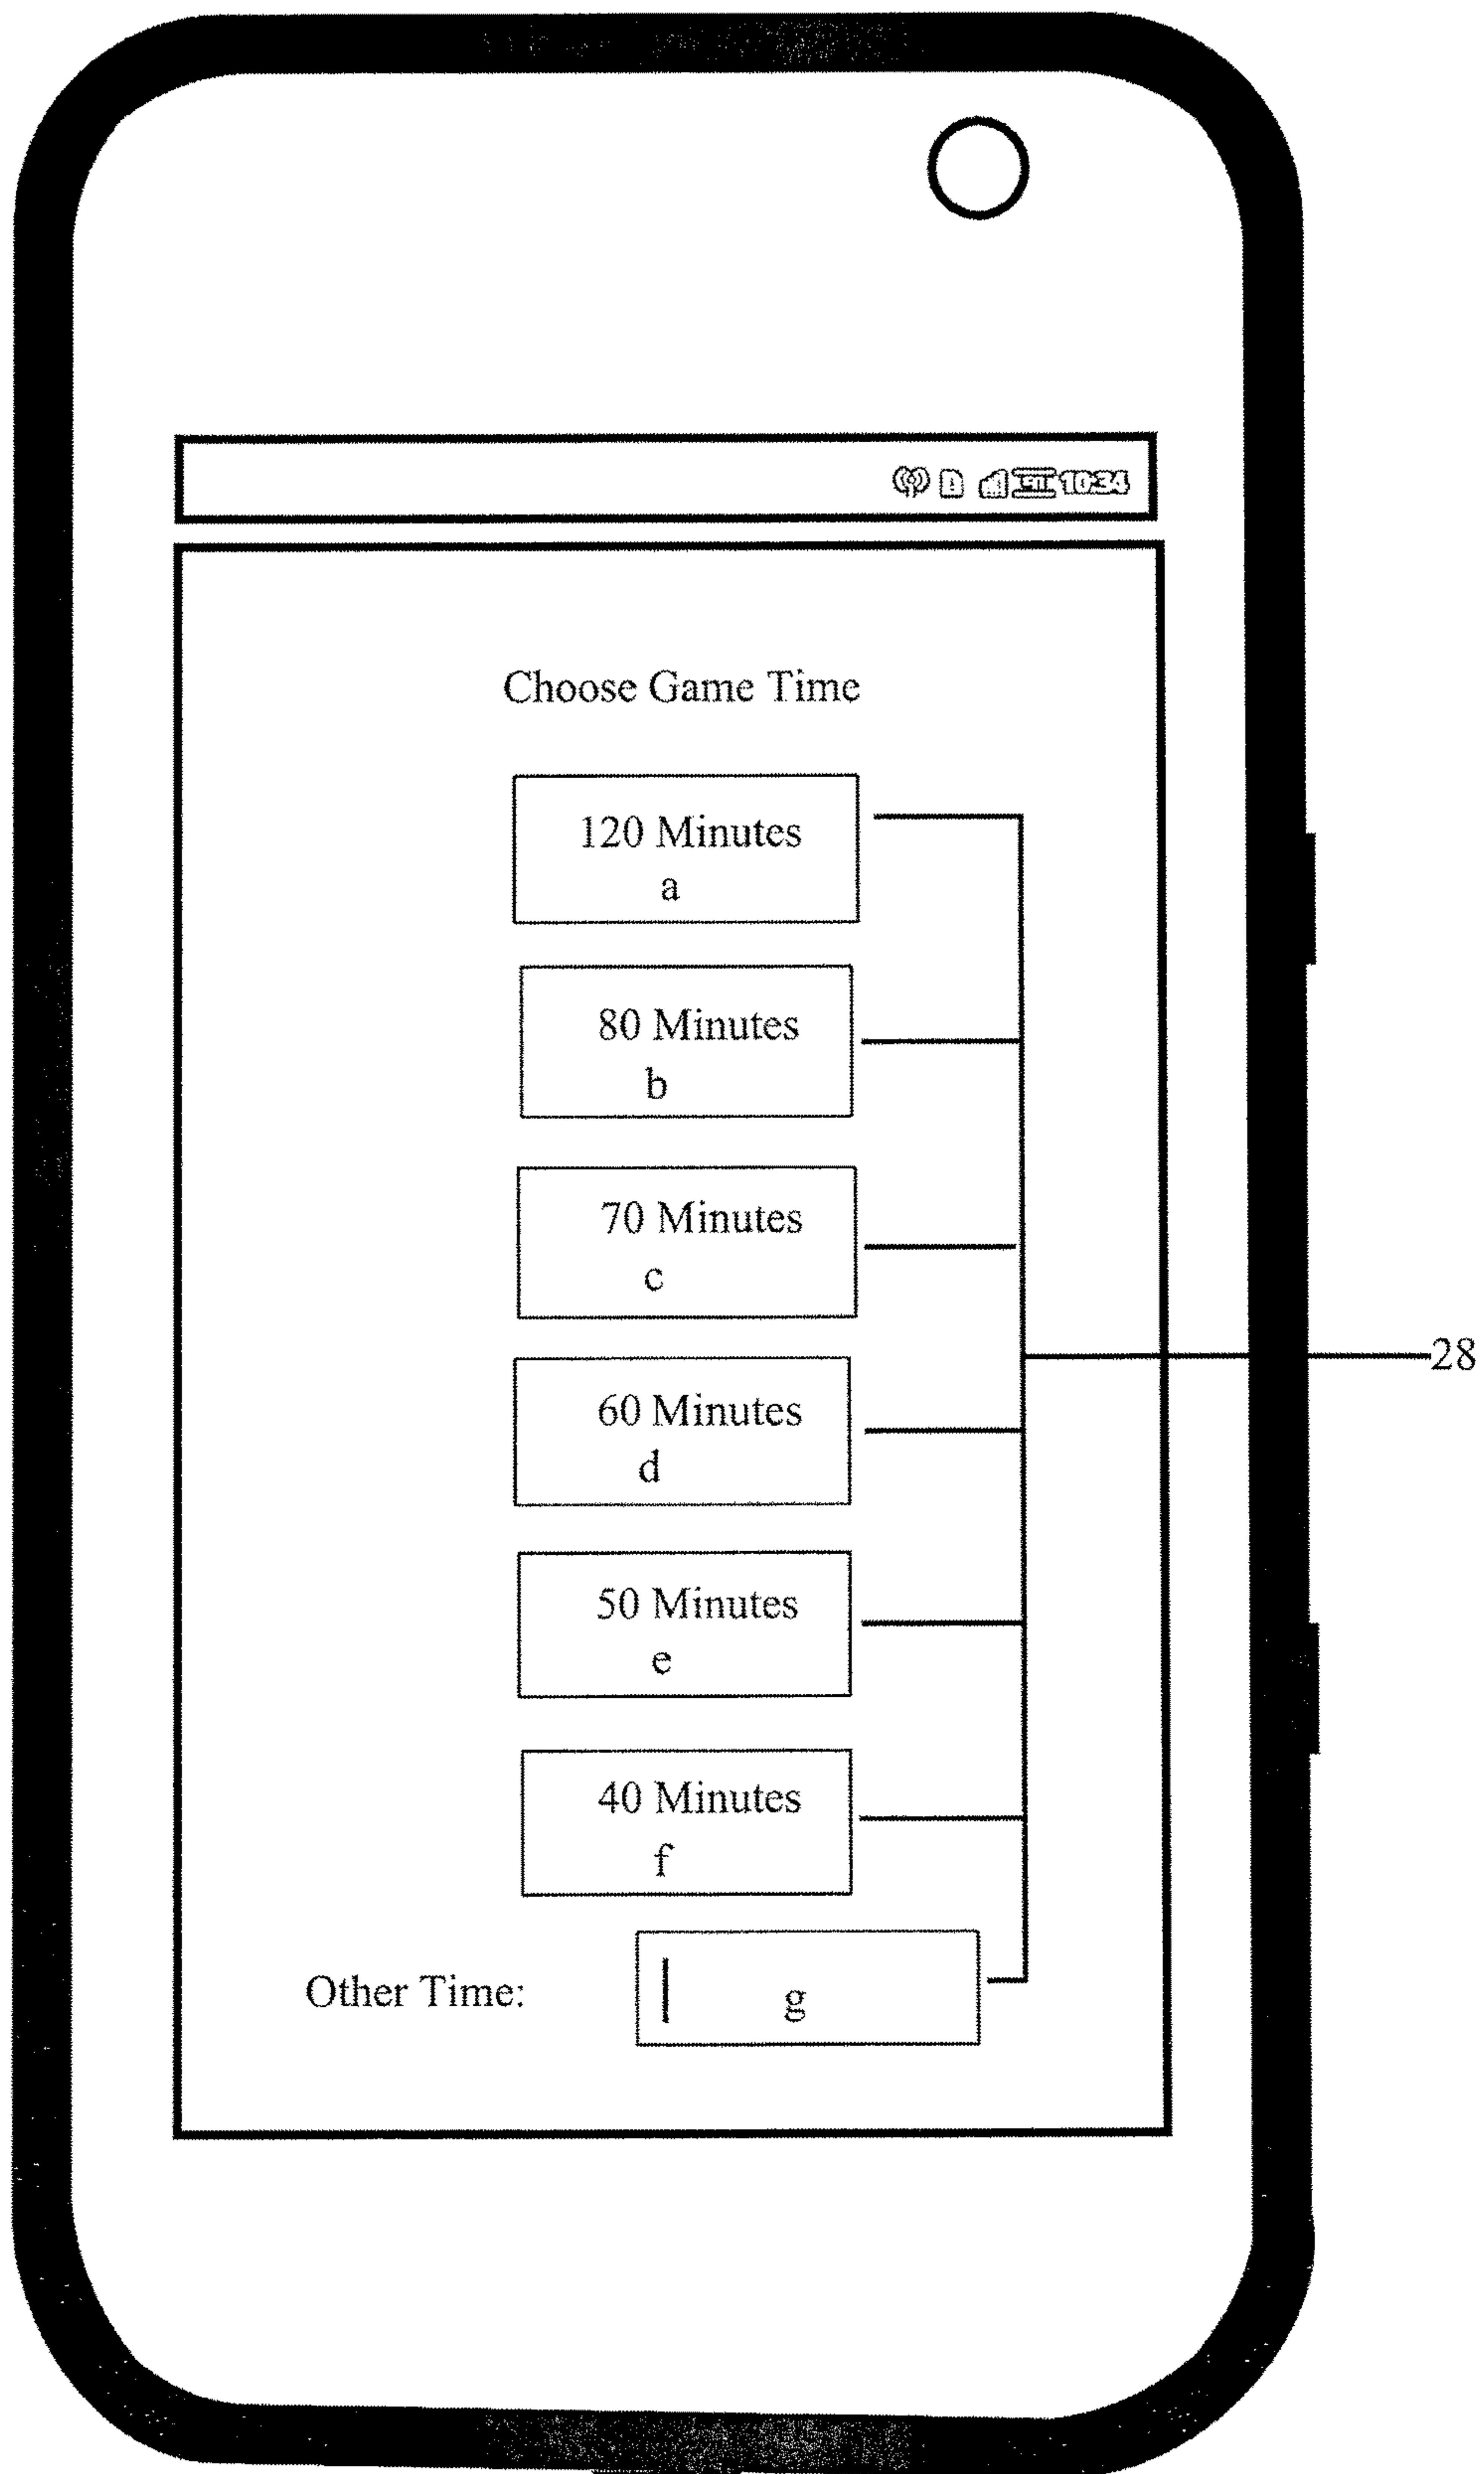 10:34
Choose Game Time
120 Minutes
a
80 Minutes
b
70 Minutes
c
28
60 Minutes
d
50 Minutes
e
40 Minutes
f
Other Time:
g